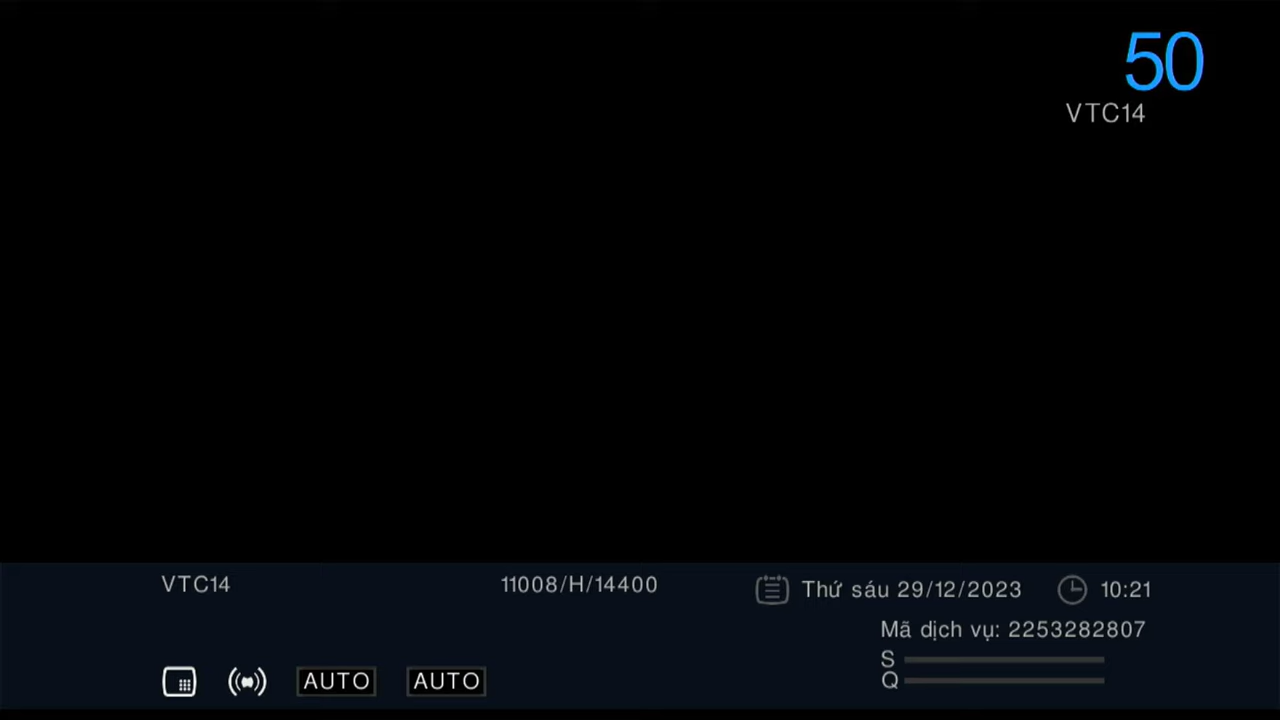 50
VTC14
VTC14
11008/H/14400
Thứ sáu 29/12/2023
10:21
Mã dịch vụ: 2253282807
S
Q
AUTO
AUTO